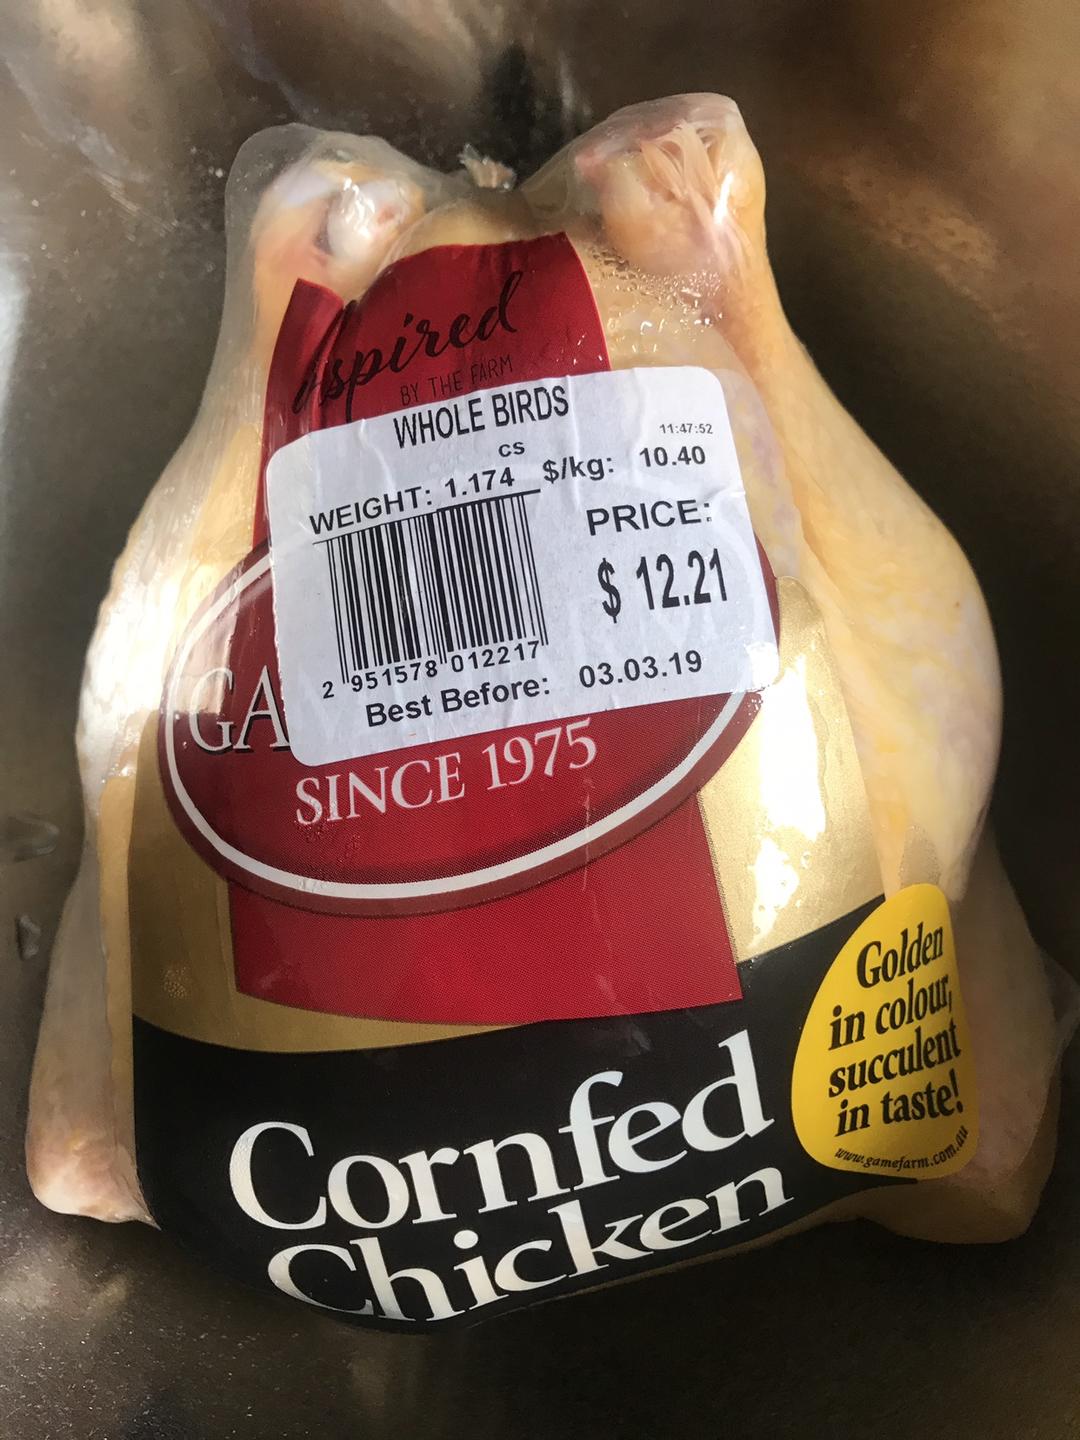 Inspired
BY THE FARM
WHOLE BIRDS
11:47:52
cs
WEIGHT: 1.174 $/kg: 10.40
PRICE:
$ 12.21
2 951578 012217
Best Before: 03.03.19
SINCE 1975
Golden
in colour,
succulent
in taste!
www.gamefarm.com.au
Cornfed
Chicken